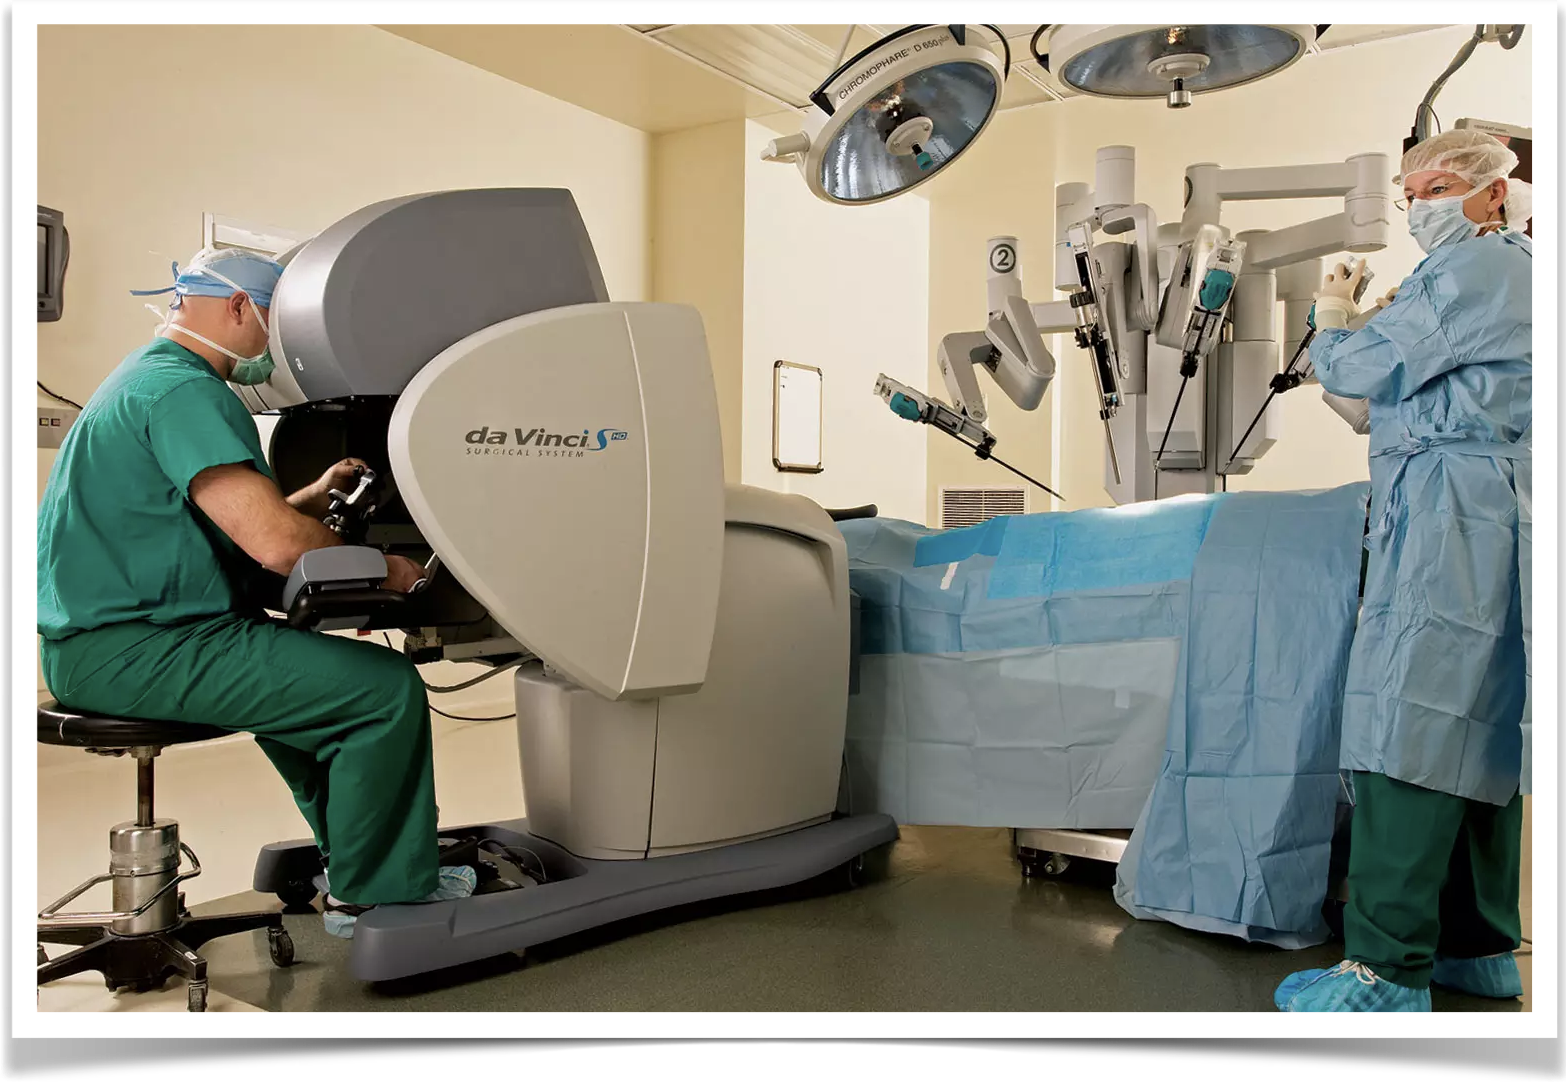 CHROMOPHARE® D 650 plus
2
da Vinci S HD
SURGICAL SYSTEM